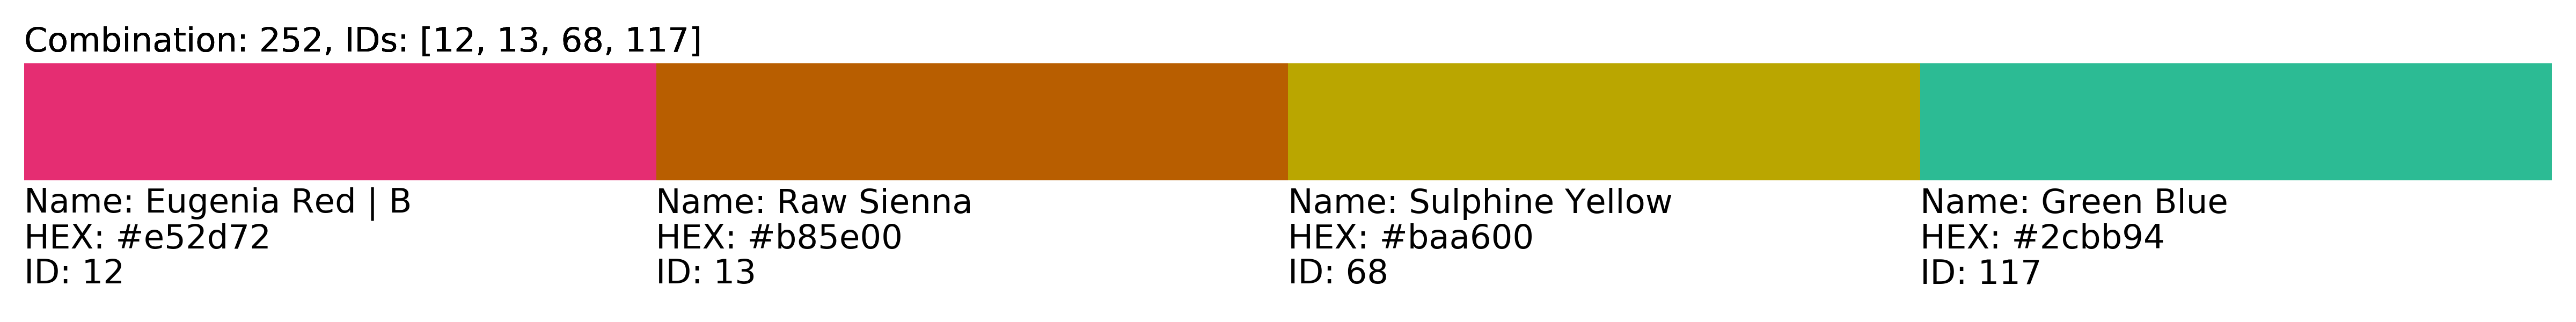 Combination: 252, IDs: [12, 13, 68, 117]
Name: Eugenia Red | B
HEX: #e52d72
ID: 12
Name: Raw Sienna
HEX: #b85e00
ID: 13
Name: Sulphine Yellow
HEX: #baa600
ID: 68
Name: Green Blue
HEX: #2cbb94
ID: 117